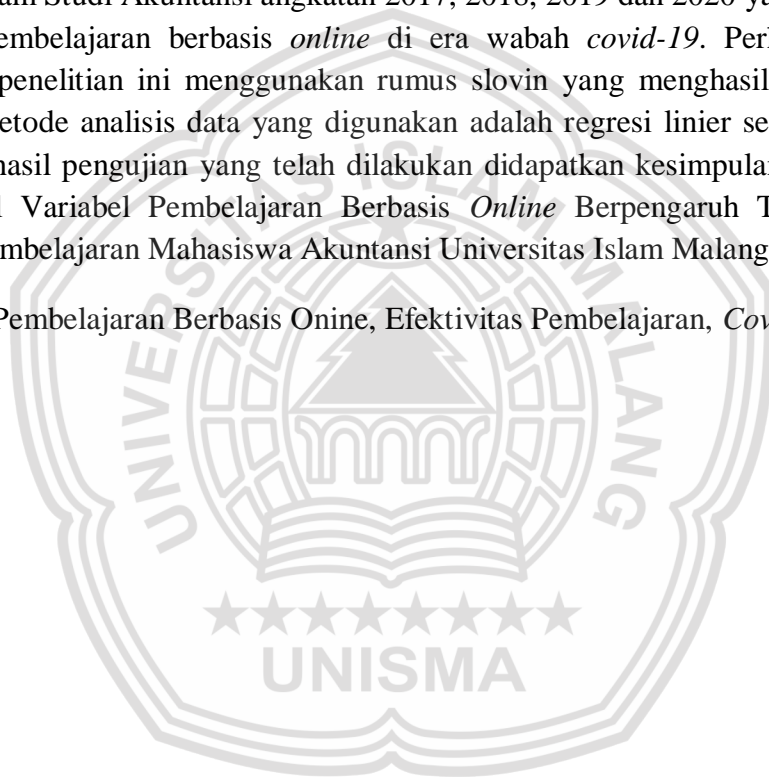 am Studi Akuntansi angkatan 2017, 2018, 2019 dan 2020
embelajaran berbasis online di era wabah covid-19.
penelitian ini menggunakan rumus slovin yang menghasil
etode analisis data yang digunakan adalah regresi linier se
hasil pengujian yang telah dilakukan didapatkan kesimpulan
Variabel Pembelajaran Berbasis Online Berpengaruh T
mbelajaran Mahasiswa Akuntansi Universitas Islam Malang
Pembelajaran Berbasis Onine, Efektivitas Pembelajaran, Cov
UNIVERSITAS ISLAM MALANG
UNISMA